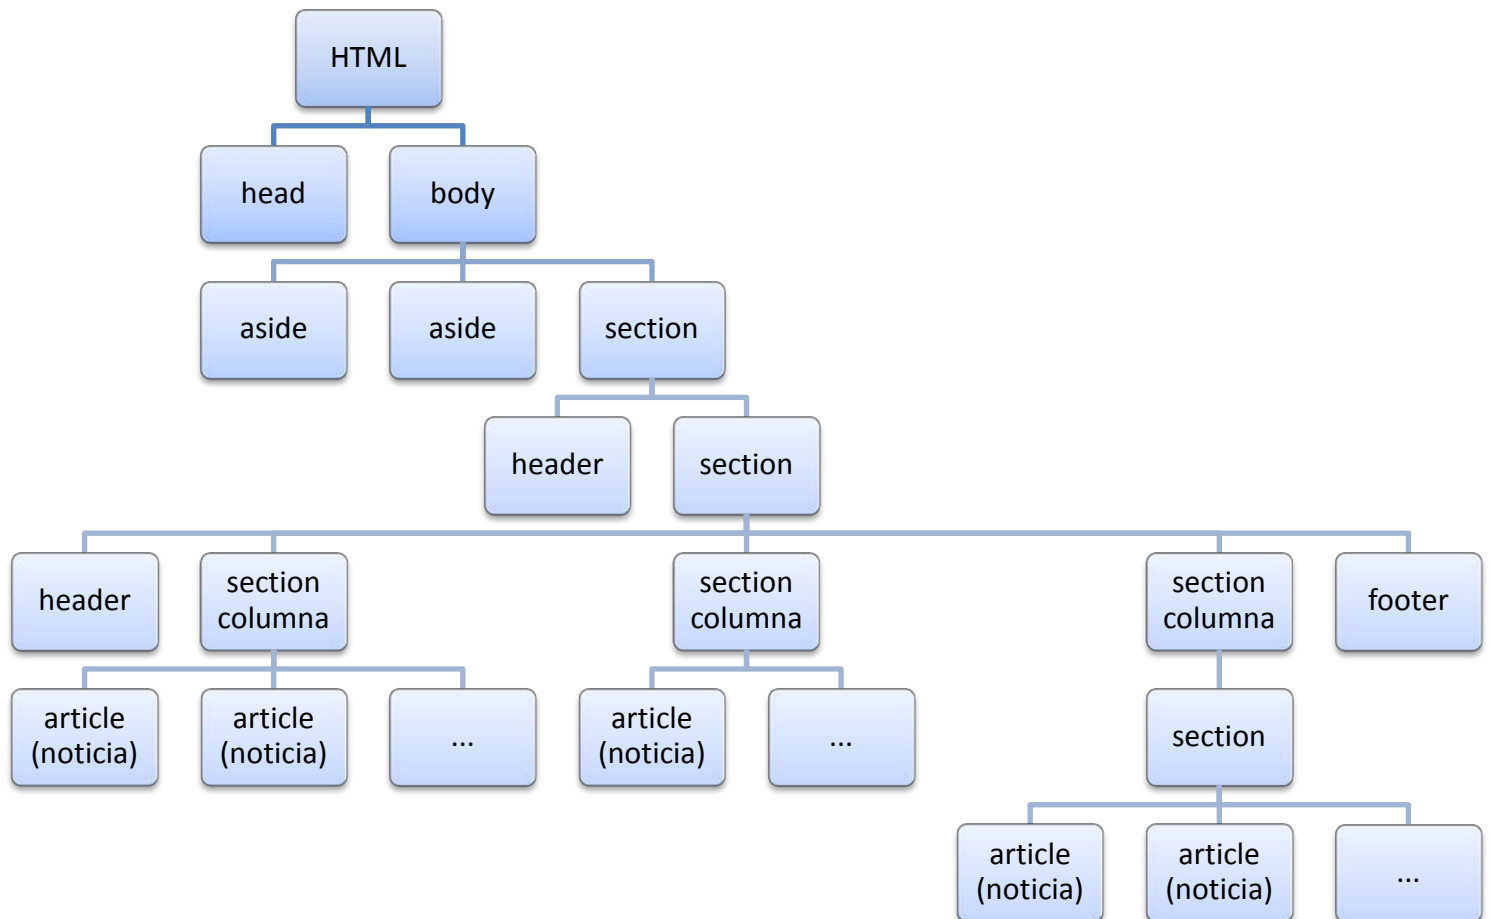 HTML
head
body
aside
aside
section
header
section
header
section
columna
section
columna
section
columna
footer
article
(noticia)
article
(noticia)
...
article
(noticia)
...
section
article
(noticia)
article
(noticia)
...